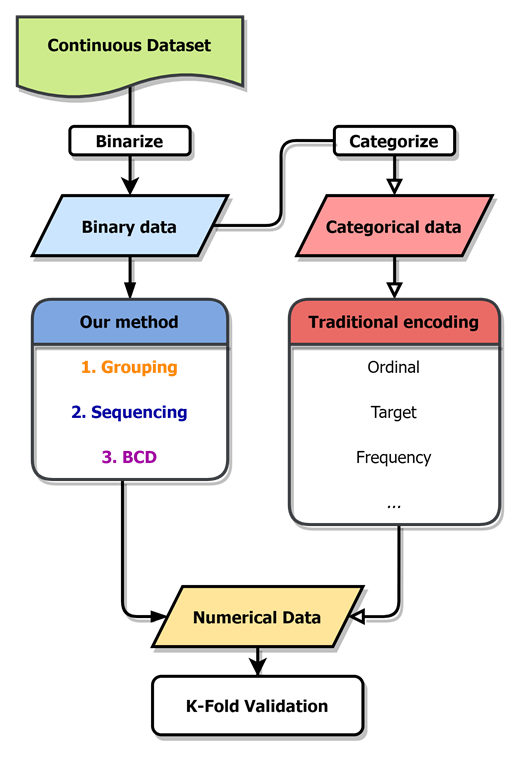 Continuous Dataset
Binarize
Categorize
Binary data
Categorical data
Our method
1. Grouping
2. Sequencing
3. BCD
Traditional encoding
Ordinal
Target
Frequency
...
Numerical Data
K-Fold Validation